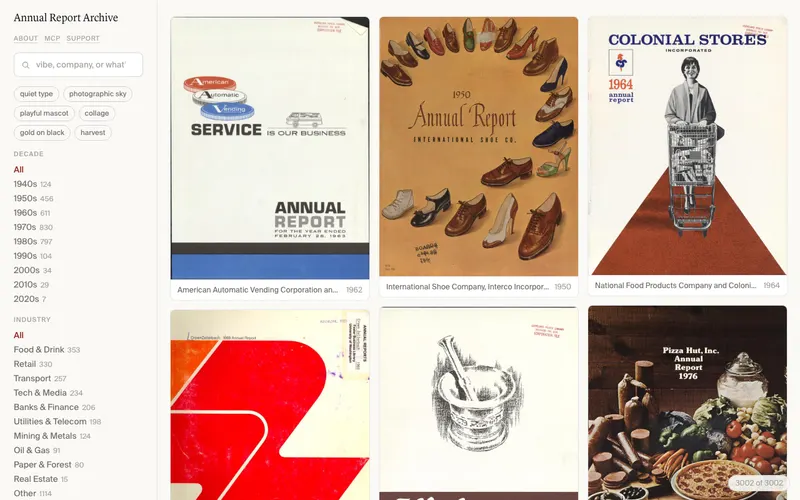 Annual Report Archive
ABOUT MCP SUPPORT
vibe, company, or what
quiet type
photographic sky
playful mascot
collage
gold on black
harvest
DECADE
All
1940s 124
1950s 456
1960s 611
1970s 830
1980s 797
1990s 104
2000s 34
2010s 29
2020s 7
INDUSTRY
All
Food & Drink 353
Retail 330
Transport 257
Tech & Media 234
Banks & Finance 206
Utilities & Telecom 198
Mining & Metals 124
Oil & Gas 91
Paper & Forest 80
Real Estate 15
Other 1114
American
Automatic
Vending
SERVICE IS OUR BUSINESS
ANNUAL
REPORT
FOR THE YEAR ENDED
FEBRUARY 28, 1963
American Automatic Vending Corporation an... 1962
1950
Annual Report
INTERNATIONAL SHOE CO.
International Shoe Company, Interco Incorpor... 1950
COLONIAL STORES
INCORPORATED
1964
annual
report
National Food Products Company and Coloni... 1964
Pizza Hut, Inc.
Annual
Report
1976
3002 of 3002